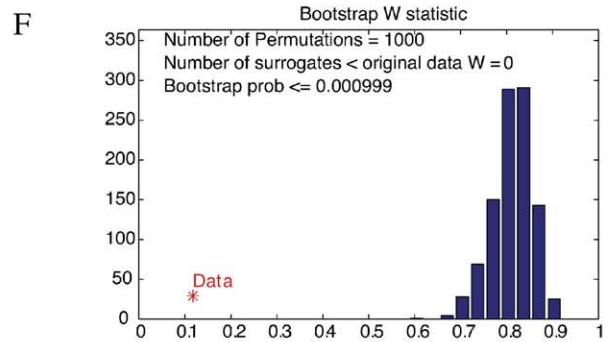 F
Bootstrap W statistic
350
Number of Permutations = 1000
Number of surrogates < original data W = 0
300
Bootstrap prob <= 0.000999
250
200
150
100
50
Data
0
0 0.1 0.2 0.3 0.4 0.5 0.6 0.7 0.8 0.9 1